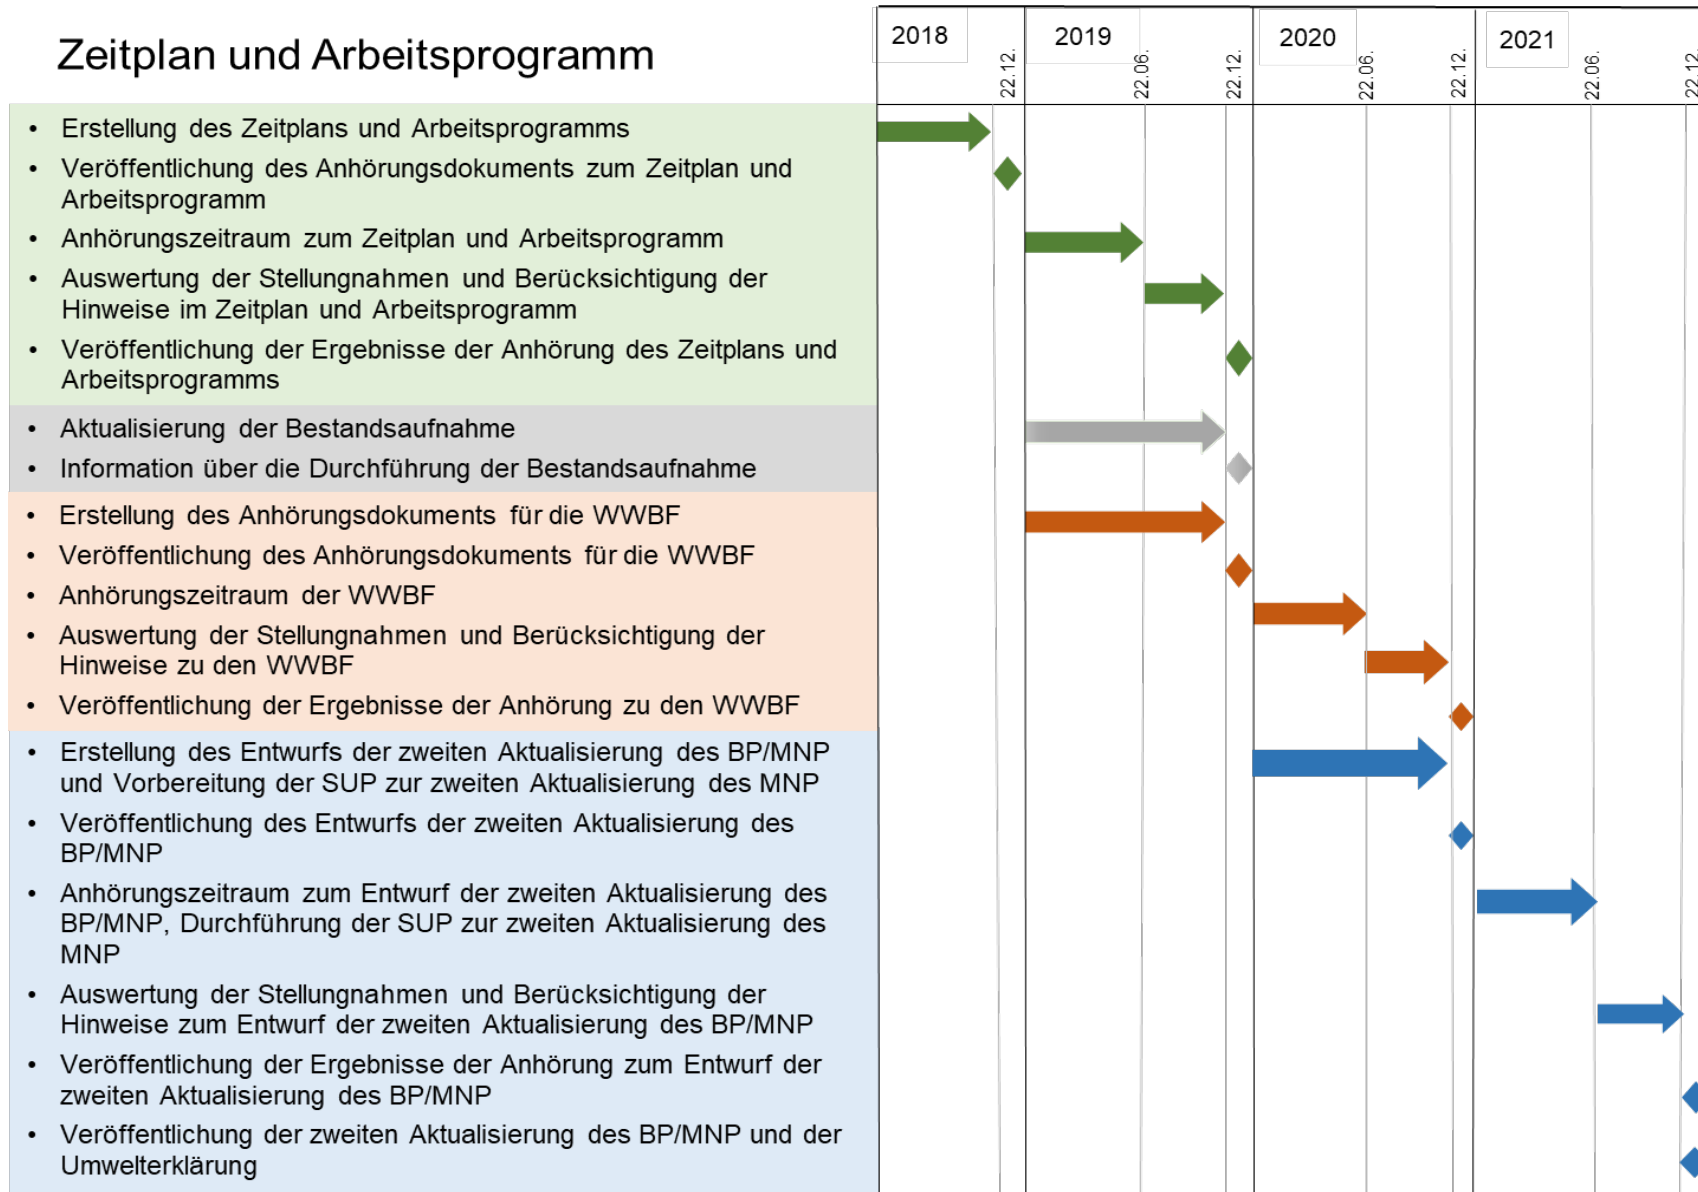 Zeitplan und Arbeitsprogramm
2018
2019
2020
2021
22.12.
22.06.
22.12.
22.06.
22.12.
22.06.
22.12.
• Erstellung des Zeitplans und Arbeitsprogramms
• Veröffentlichung des Anhörungsdokuments zum Zeitplan und
Arbeitsprogramm
• Anhörungszeitraum zum Zeitplan und Arbeitsprogramm
• Auswertung der Stellungnahmen und Berücksichtigung der
Hinweise im Zeitplan und Arbeitsprogramm
• Veröffentlichung der Ergebnisse der Anhörung des Zeitplans und
Arbeitsprogramms
• Aktualisierung der Bestandsaufnahme
• Information über die Durchführung der Bestandsaufnahme
• Erstellung des Anhörungsdokuments für die WWBF
• Veröffentlichung des Anhörungsdokuments für die WWBF
• Anhörungszeitraum der WWBF
• Auswertung der Stellungnahmen und Berücksichtigung der
Hinweise zu den WWBF
• Veröffentlichung der Ergebnisse der Anhörung zu den WWBF
• Erstellung des Entwurfs der zweiten Aktualisierung des BP/MNP
und Vorbereitung der SUP zur zweiten Aktualisierung des MNP
• Veröffentlichung des Entwurfs der zweiten Aktualisierung des
BP/MNP
• Anhörungszeitraum zum Entwurf der zweiten Aktualisierung des
BP/MNP, Durchführung der SUP zur zweiten Aktualisierung des
MNP
• Auswertung der Stellungnahmen und Berücksichtigung der
Hinweise zum Entwurf der zweiten Aktualisierung des BP/MNP
• Veröffentlichung der Ergebnisse der Anhörung zum Entwurf der
zweiten Aktualisierung des BP/MNP
• Veröffentlichung der zweiten Aktualisierung des BP/MNP und der
Umwelterklärung